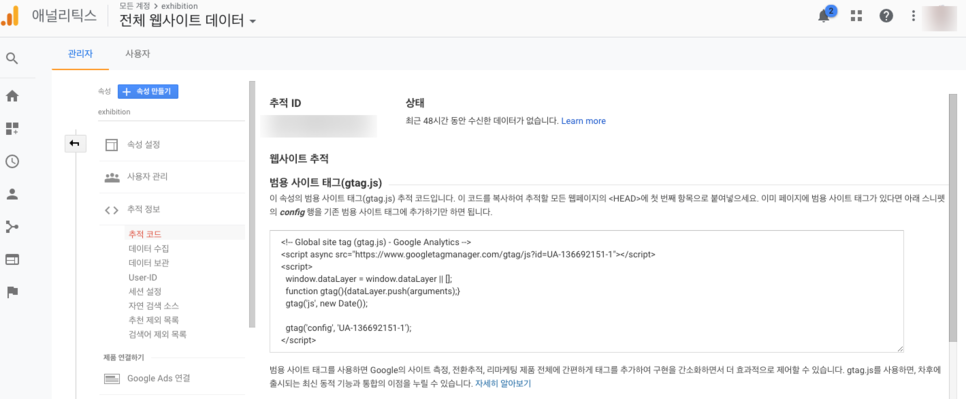 모든 계정 > exhibition
애널리틱스
전체 웹사이트 데이터
2
관리자
사용자
속성
+ 속성 만들기
exhibition
속성 설정
사용자 관리
추적 정보
추적 코드
데이터 수집
데이터 보관
User-ID
세션 설정
자연 검색 소스
추천 제외 목록
검색어 제외 목록
제품 연결하기
Google Ads 연결
추적 ID
상태
최근 48시간 동안 수신한 데이터가 없습니다. Learn more
웹사이트 추적
범용 사이트 태그(gtag.js)
이 속성의 범용 사이트 태그(gtag.js) 추적 코드입니다. 이 코드를 복사하여 추적할 모든 웹페이지의 <HEAD>에 첫 번째 항목으로 붙여넣으세요. 이미 페이지에 범용 사이트 태그가 있다면 아래 스니펫
의 config 행을 기존 범용 사이트 태그에 추가하기만 하면 됩니다.
<!-- Global site tag (gtag.js) - Google Analytics -->
<script async src="https://www.googletagmanager.com/gtag/js?id=UA-136692151-1"></script>
<script>
window.dataLayer = window.dataLayer || [];
function gtag(){dataLayer.push(arguments);}
gtag('js', new Date());
gtag('config', 'UA-136692151-1');
</script>
범용 사이트 태그를 사용하면 Google의 사이트 측정, 전환추적, 리마케팅 제품 전체에 간편하게 태그를 추가하여 구현을 간소화하면서 더 효과적으로 제어할 수 있습니다. gtag.js를 사용하면, 차후에
출시되는 최신 동적 기능과 통합의 이점을 누릴 수 있습니다. 자세히 알아보기